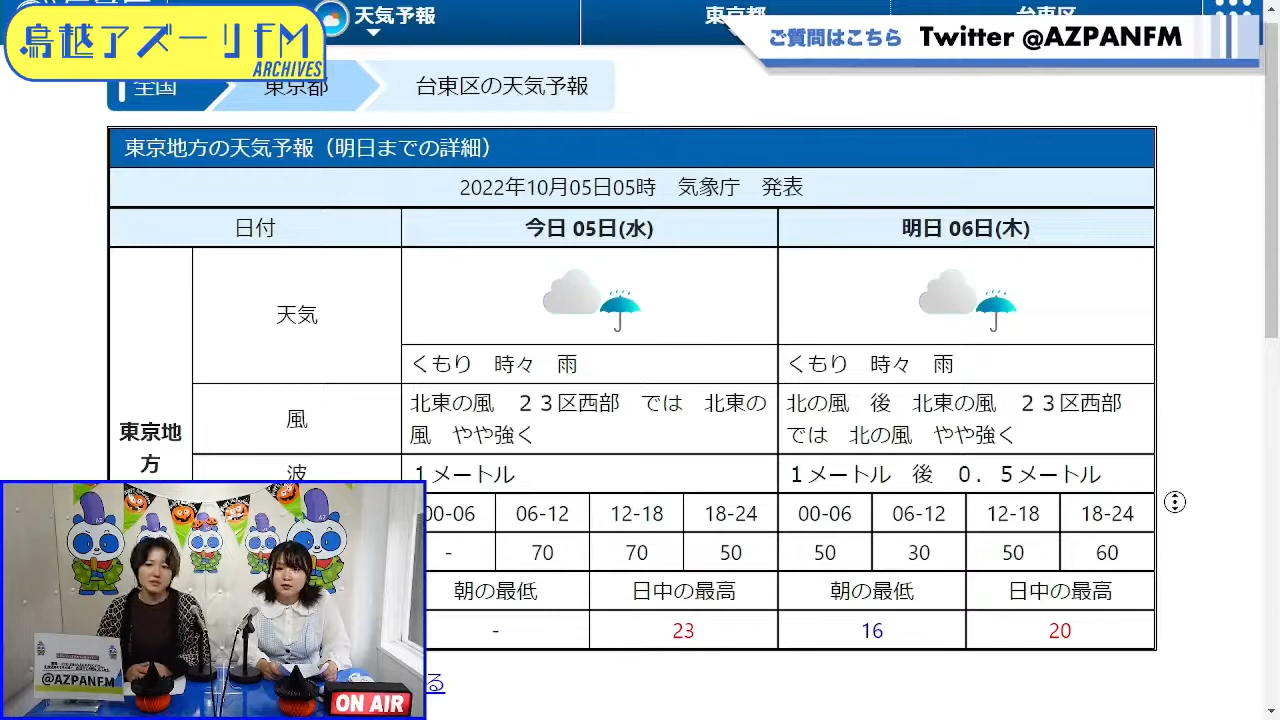 天気予報
東京都
台東区
鳥越アズーリFM
ARCHIVES
ご質問はこちら Twitter @AZPANFM
全国
東京都
台東区の天気予報
東京地方の天気予報（明日までの詳細）
2022年10月05日05時 気象庁 発表
日付 今日 05日(水) 明日 06日(木)
東京地方
天気
くもり 時々 雨 くもり 時々 雨
風
北東の風 ２３区西部 では 北東の
風 やや強く
北の風 後 北東の風 ２３区西部
では 北の風 やや強く
波 １メートル １メートル 後 ０．５メートル
00-06 06-12 12-18 18-24 00-06 06-12 12-18 18-24
- 70 70 50 50 30 50 60
朝の最低 日中の最高 朝の最低 日中の最高
- 23 16 20
る
@AZPANFM
ON AIR